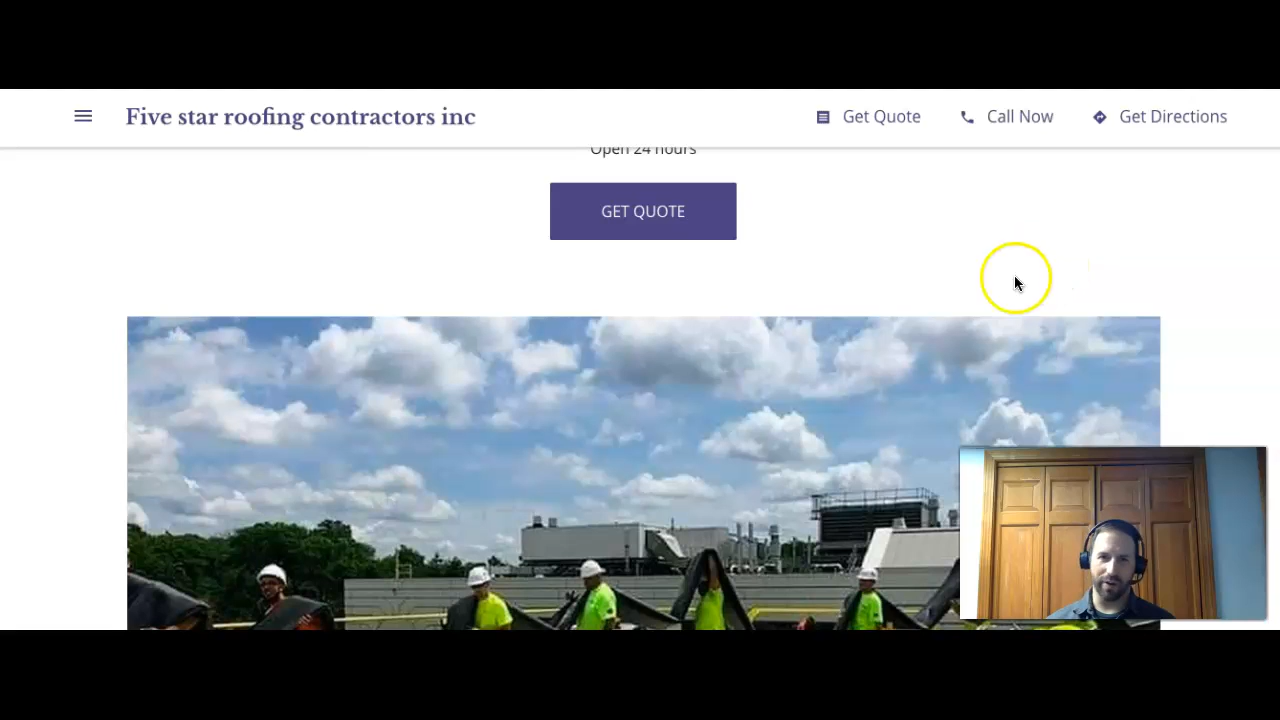 Five star roofing contractors inc
Get Quote
Call Now
Get Directions
Open 24 hours
GET QUOTE